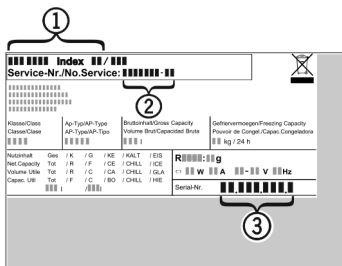 1
Index /
Service-Nr./No.Service: -
2
Klasse/Class
Classe/Clase
Ap-Typ/AP-Type
AP-Type/AP-Tipo
Bruttoinhalt/Gross Capacity
Volume Brut/Capacidad Bruta
l
Gefriervermoegen/Freezing Capacity
Pouvoir de Congel./Capac.Congeladora
kg / 24 h
Nutzinhalt Ges / K / G / KE / KALT / EIS
Net.Capacity Tot / R / F / CE / CHILL / ICE
Volume Utile Tot / R / C / CA / CHILL / GLA
Capac. Util Tot / F / C / BO / CHILL / HIE
l / l
R : g
W A - V Hz
Serial-Nr. . . .
3